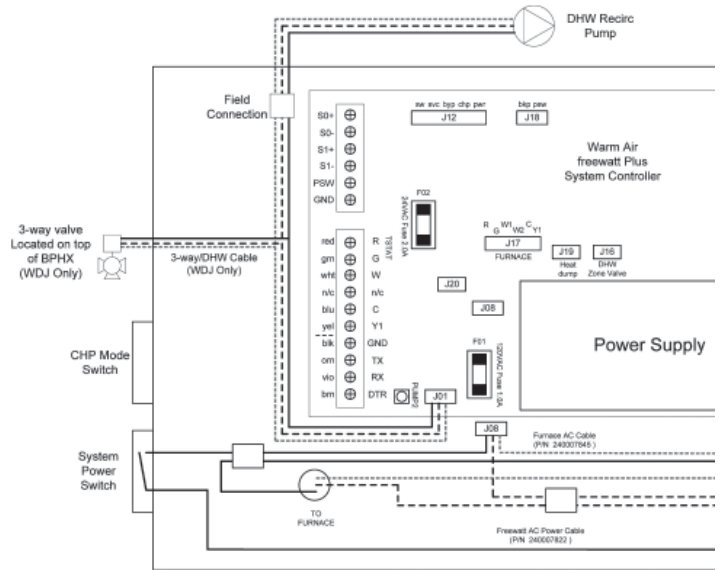 DHW Recirc
Pump
Field
Connection
sw svc byp chp pwr
J12
bkp psw
J18
S0+
S0-
S1+
S1-
PSW
GND
Warm Air
freewatt Plus
System Controller
F02
24VAC Fuse 2.0A
3-way valve
Located on top
of BPHX
(WDJ Only)
3-way/DHW Cable
(WDJ Only)
red R
grn G
wht W
n/c n/c
blu C
yel Y1
blk GND
orn TX
vio RX
brn DTR
TSTAT
R G W1 W2 C Y1
J17
FURNACE
J19
Heat
dump
J16
DHW
Zone Valve
J20
J08
F01
120VAC Fuse 1.0A
Power Supply
PUMP2
J01
CHP Mode
Switch
J08
Furnace AC Cable
(P/N 240007845)
System
Power
Switch
TO
FURNACE
Freewatt AC Power Cable
(P/N 240007822)